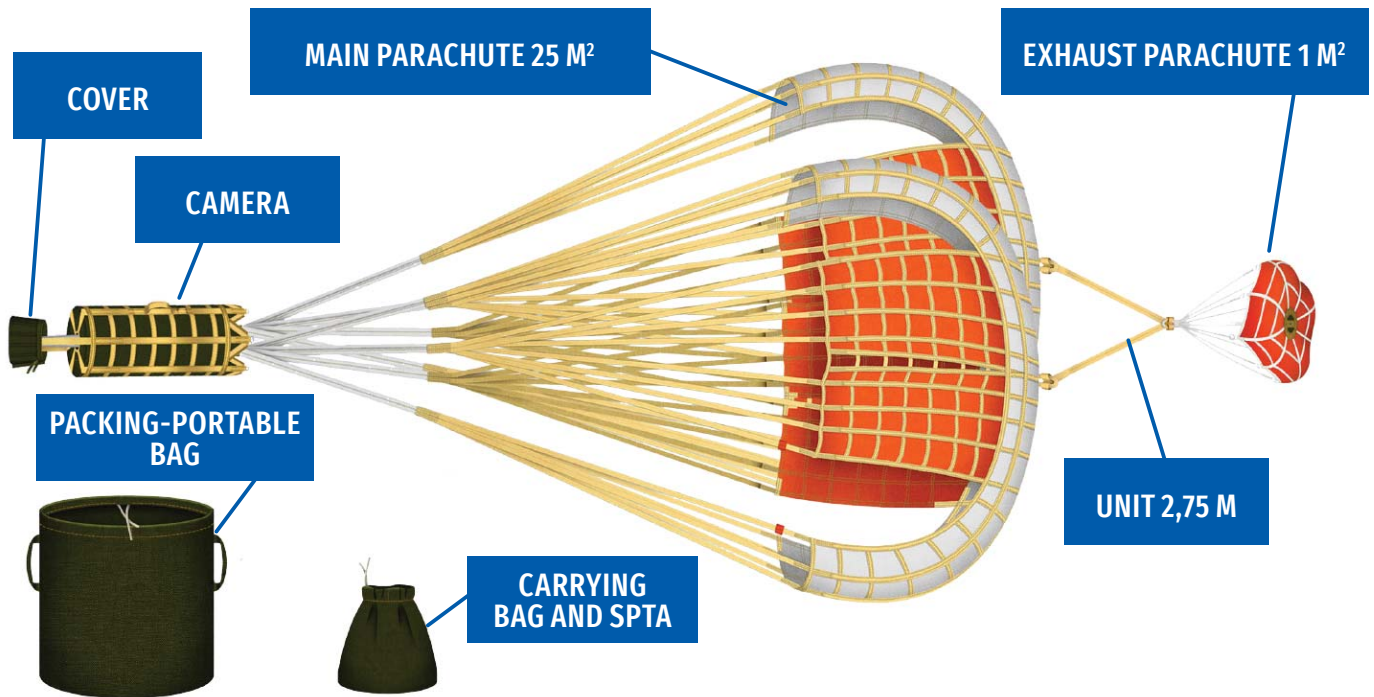 MAIN PARACHUTE 25 M²
EXHAUST PARACHUTE 1 M²
COVER
CAMERA
PACKING-PORTABLE
BAG
UNIT 2,75 M
CARRYING
BAG AND SPTA